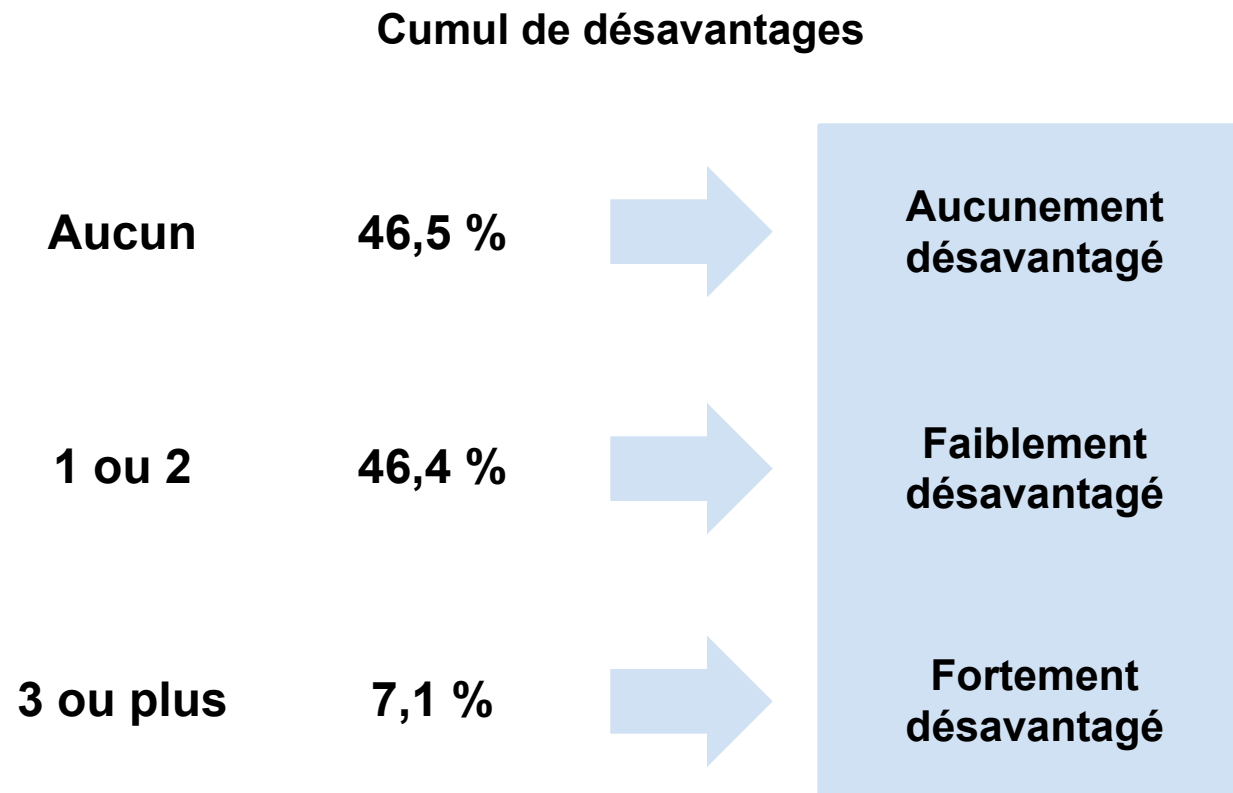 Cumul de désavantages
Aucun 46,5 % Aucunement
désavantagé
1 ou 2 46,4 % Faiblement
désavantagé
3 ou plus 7,1 % Fortement
désavantagé